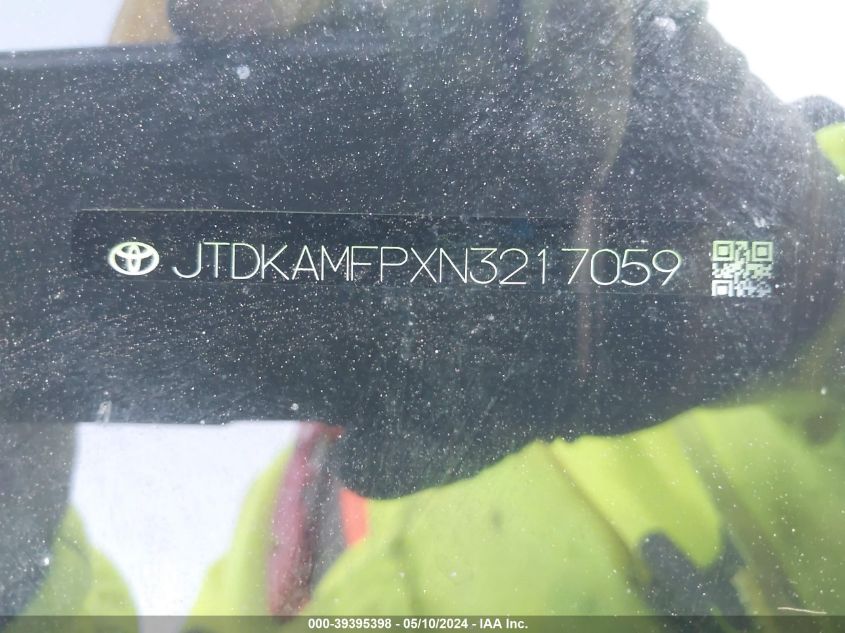 JTDKAMFPXN3217059
000-39395398 - 05/10/2024 - IAA Inc.